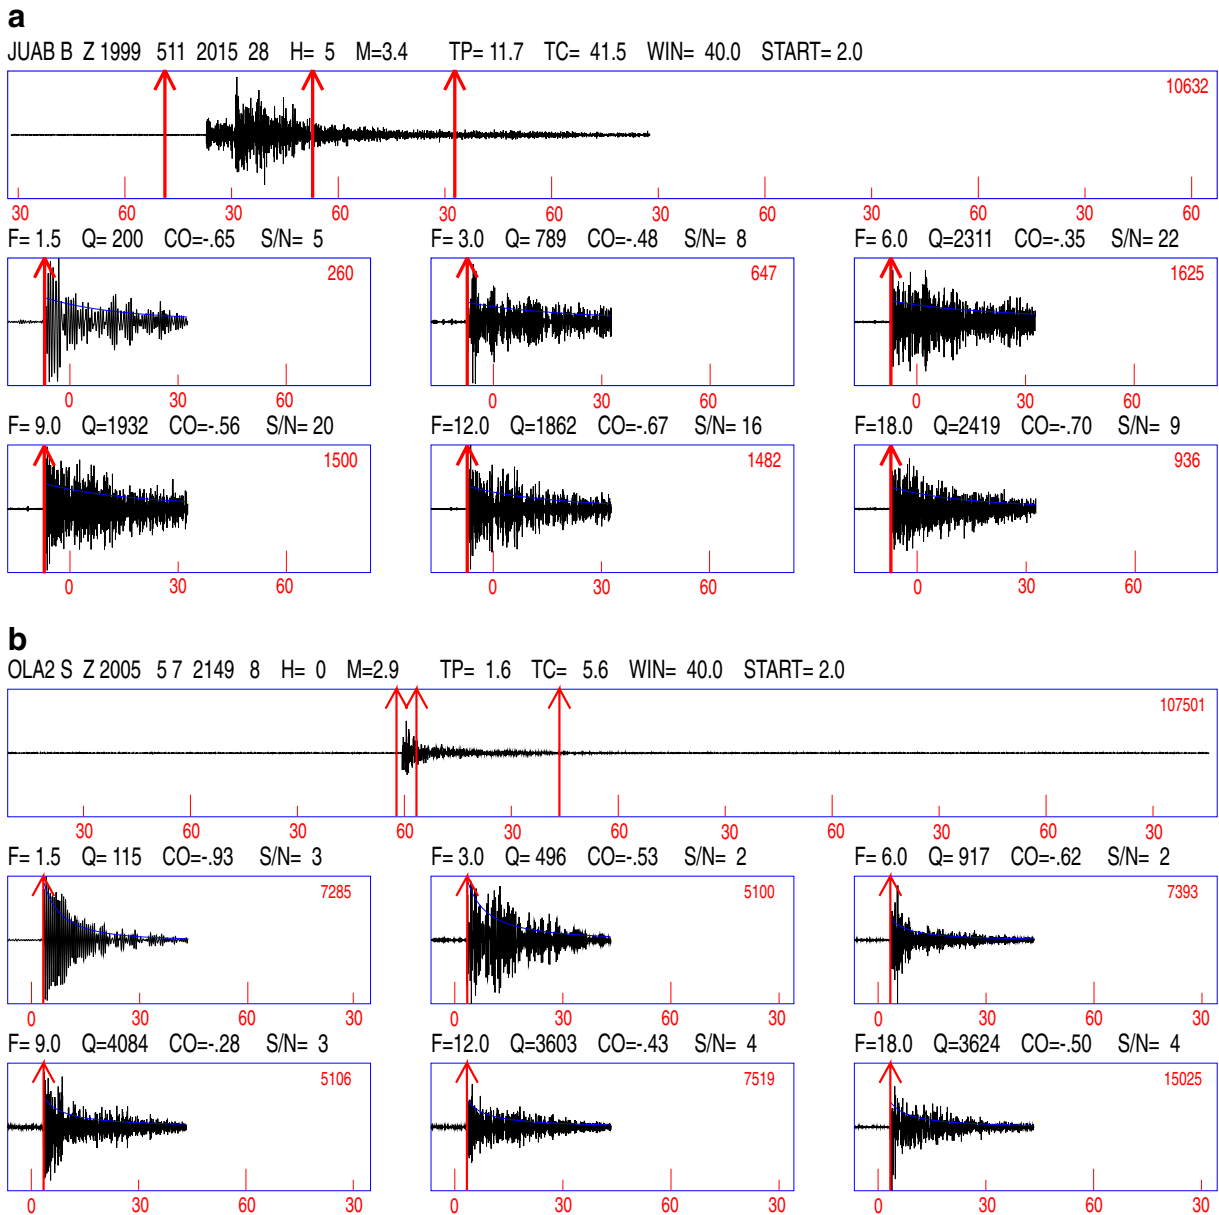 a
JUAB B Z 1999 511 2015 28 H= 5 M=3.4 TP= 11.7 TC= 41.5 WIN= 40.0 START= 2.0
10632
30 60 30 60 30 60 30 60 30 60 30 60
F= 1.5 Q= 200 CO=-.65 S/N= 5 F= 3.0 Q= 789 CO=-.48 S/N= 8 F= 6.0 Q=2311 CO=-.35 S/N= 22
260 647 1625
0 30 60 0 30 60 0 30 60
F= 9.0 Q=1932 CO=-.56 S/N= 20 F=12.0 Q=1862 CO=-.67 S/N= 16 F=18.0 Q=2419 CO=-.70 S/N= 9
1500 1482 936
0 30 60 0 30 60 0 30 60
b
OLA2 S Z 2005 5 7 2149 8 H= 0 M=2.9 TP= 1.6 TC= 5.6 WIN= 40.0 START= 2.0
107501
30 60 30 60 30 60 30 60 30 60 30
F= 1.5 Q= 115 CO=-.93 S/N= 3 F= 3.0 Q= 496 CO=-.53 S/N= 2 F= 6.0 Q= 917 CO=-.62 S/N= 2
7285 5100 7393
0 30 60 30 0 30 60 30 0 30 60 30
F= 9.0 Q=4084 CO=-.28 S/N= 3 F=12.0 Q=3603 CO=-.43 S/N= 4 F=18.0 Q=3624 CO=-.50 S/N= 4
5106 7519 15025
0 30 60 30 0 30 60 30 0 30 60 30